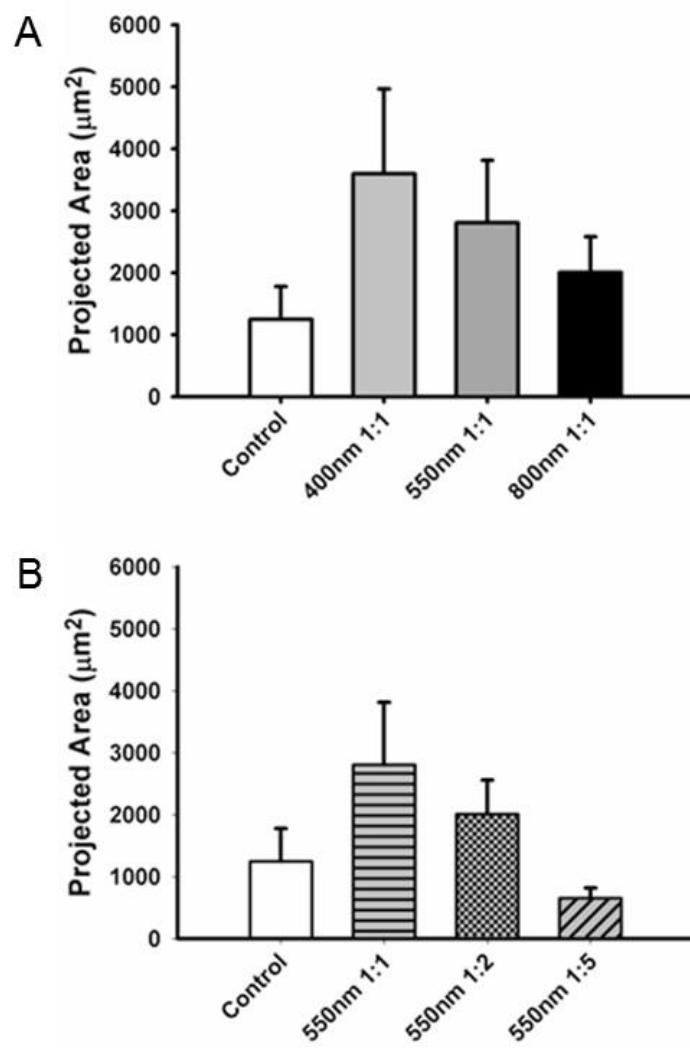 A
Projected Area (µm²)
6000
5000
4000
3000
2000
1000
0
Control
400nm 1:1
550nm 1:1
800nm 1:1
B
Projected Area (µm²)
6000
5000
4000
3000
2000
1000
0
Control
550nm 1:1
550nm 1:2
550nm 1:5